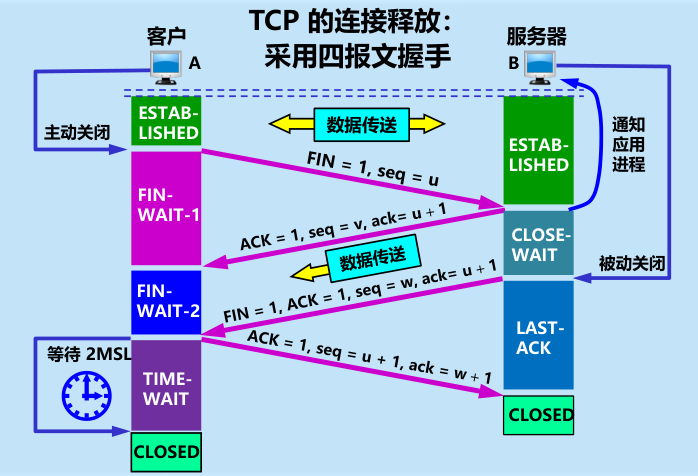 TCP 的连接释放：
采用四报文握手
客户
A
服务器
B
主动关闭
ESTAB-
LISHED
数据传送
ESTAB-
LISHED
通知
应用
进程
FIN = 1, seq = u
FIN-
WAIT-1
ACK = 1, seq = v, ack= u + 1
CLOSE-
WAIT
数据传送
被动关闭
FIN-
WAIT-2
FIN = 1, ACK = 1, seq = w, ack= u + 1
LAST-
ACK
等待 2MSL
ACK = 1, seq = u + 1, ack = w + 1
TIME-
WAIT
CLOSED
CLOSED